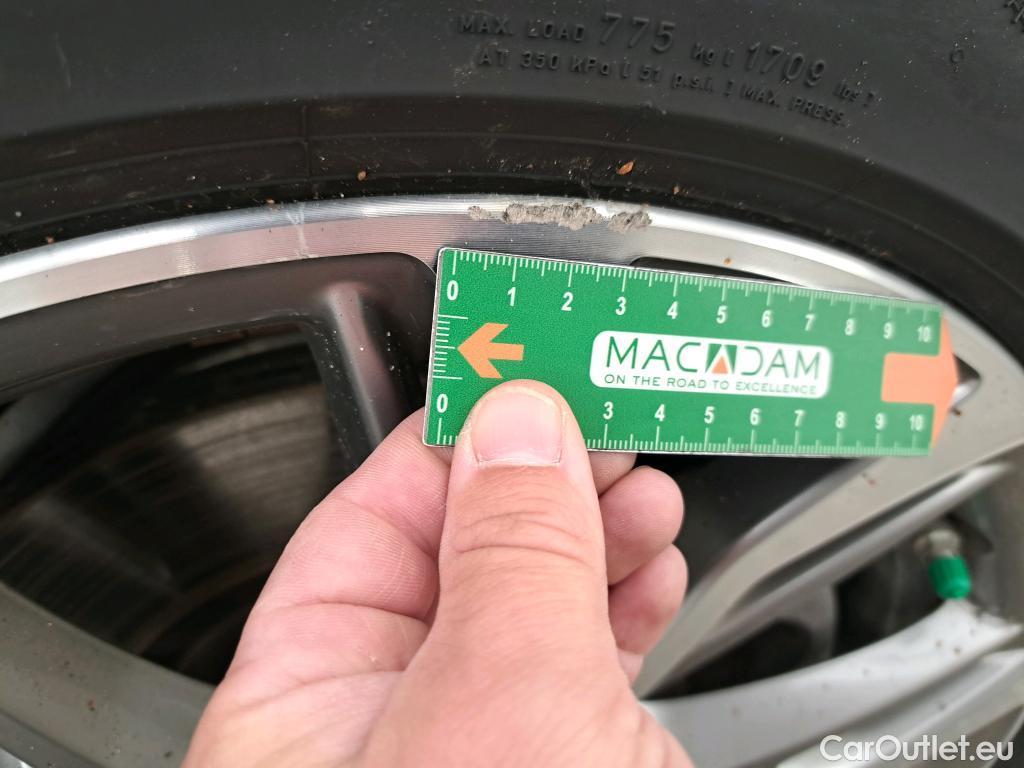 MAX. LOAD 775 kg [ 1709 lbs ]
AT 350 KPa [ 51 p.s.i. ] MAX. PRESS.
0 1 2 3 4 5 6 7 8 9 10
MACADAM
ON THE ROAD TO EXCELLENCE
0 3 4 5 6 7 8 9 10
CarOutlet.eu